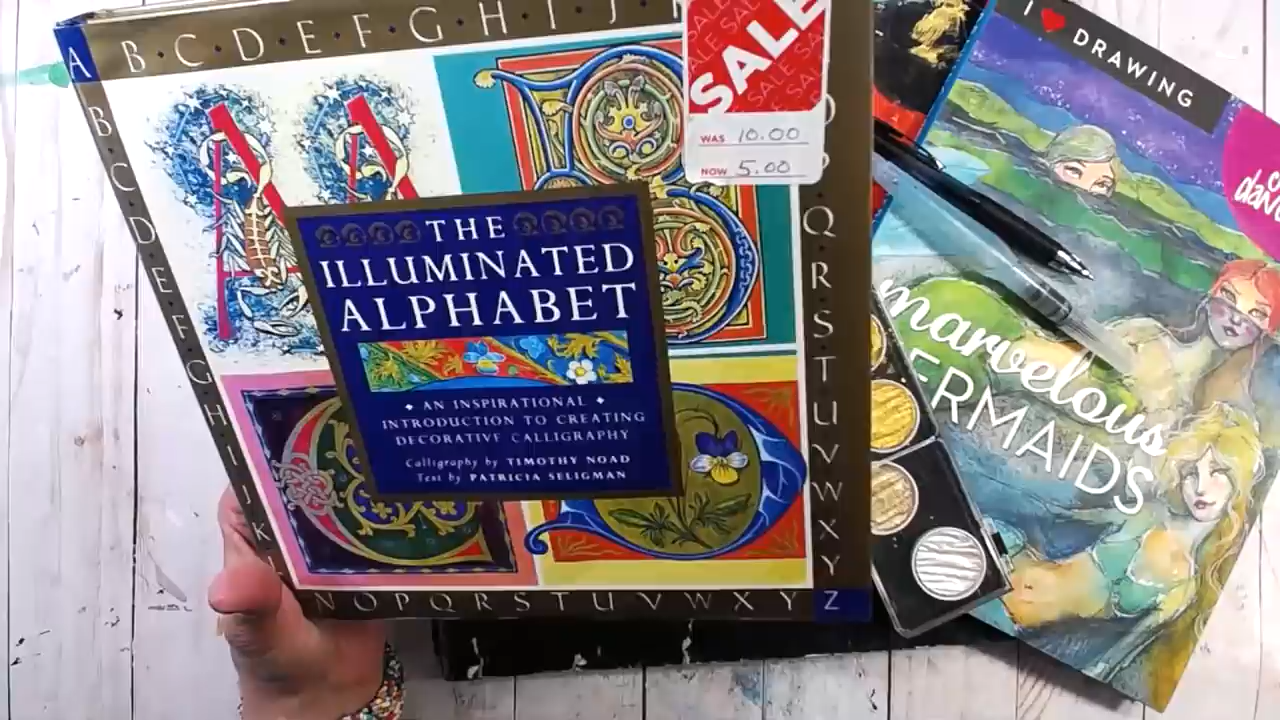 A B · C · D · E · F · G · H · I · J ·
B · C · D · E · F · G · H · I · J · K ·
Q · R · S · T · U · V · W · X · Y
N O P Q R S T U V W X Y Z
SALE
WAS 10.00
NOW 5.00
THE
ILLUMINATED
ALPHABET
AN INSPIRATIONAL
INTRODUCTION TO CREATING
DECORATIVE CALLIGRAPHY
Calligraphy by TIMOTHY NOAD
Text by PATRICIA SELIGMAN
I ♥ DRAWING
marvelous
ERMAIDS